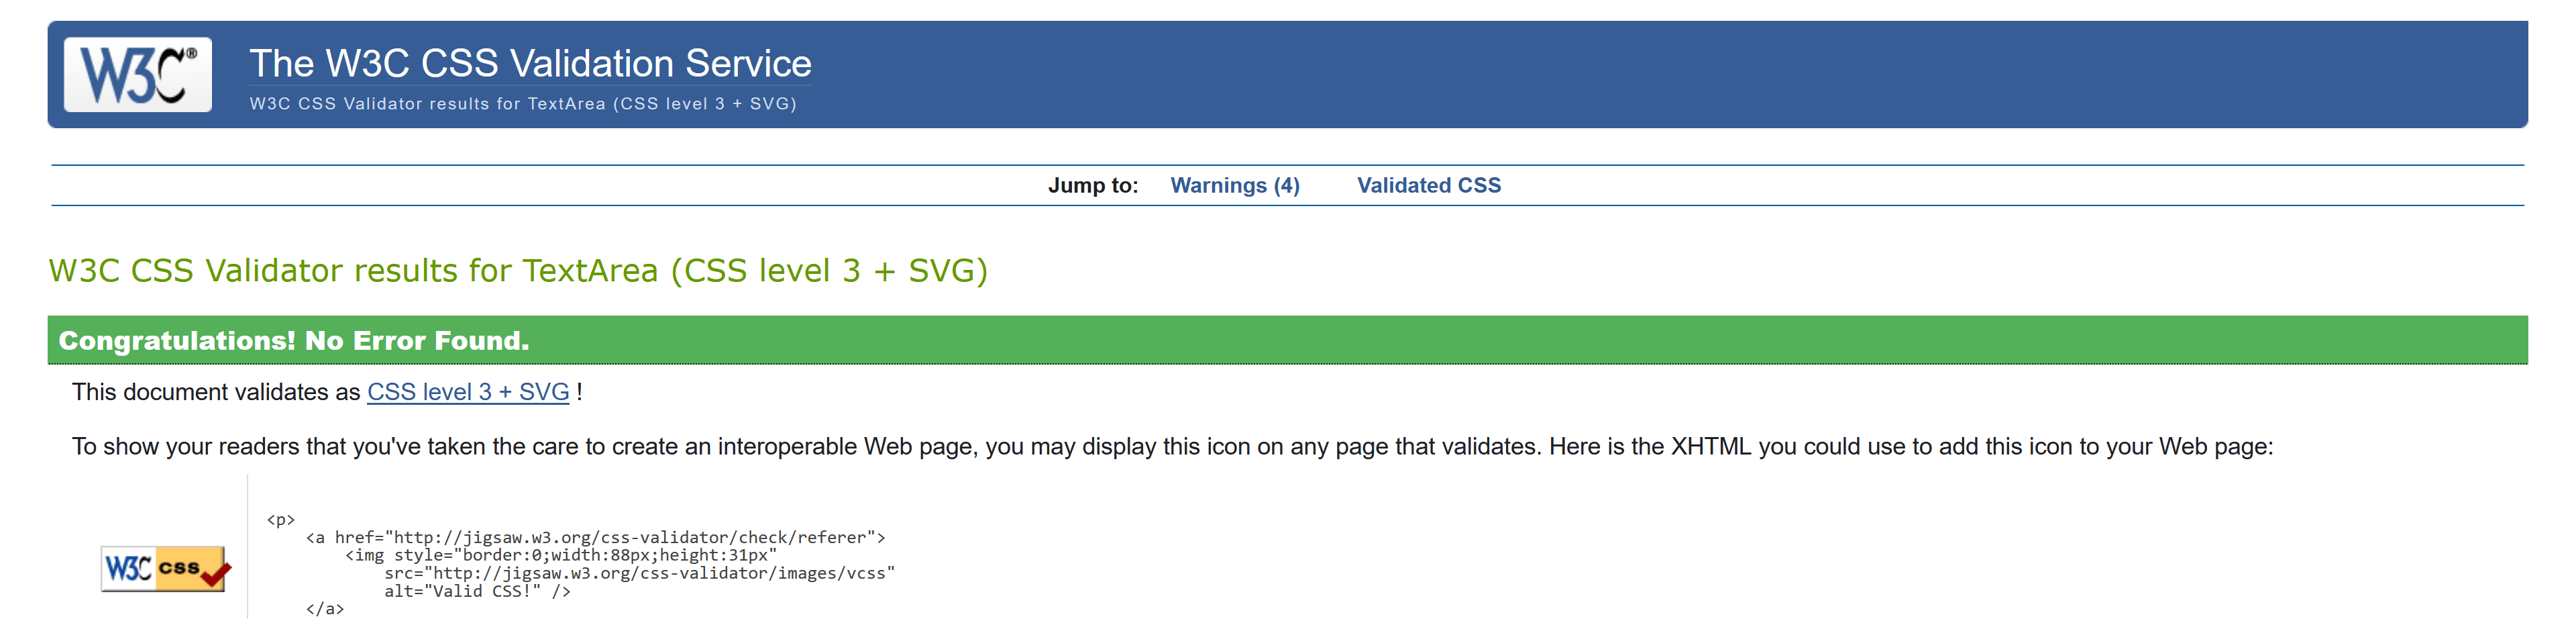 W3C®
The W3C CSS Validation Service
W3C CSS Validator results for TextArea (CSS level 3 + SVG)
Jump to: Warnings (4) Validated CSS
W3C CSS Validator results for TextArea (CSS level 3 + SVG)
Congratulations! No Error Found.
This document validates as CSS level 3 + SVG !
To show your readers that you've taken the care to create an interoperable Web page, you may display this icon on any page that validates. Here is the XHTML you could use to add this icon to your Web page:
W3C css
<p>
    <a href="http://jigsaw.w3.org/css-validator/check/referer">
        <img style="border:0;width:88px;height:31px"
            src="http://jigsaw.w3.org/css-validator/images/vcss"
            alt="Valid CSS!" />
    </a>